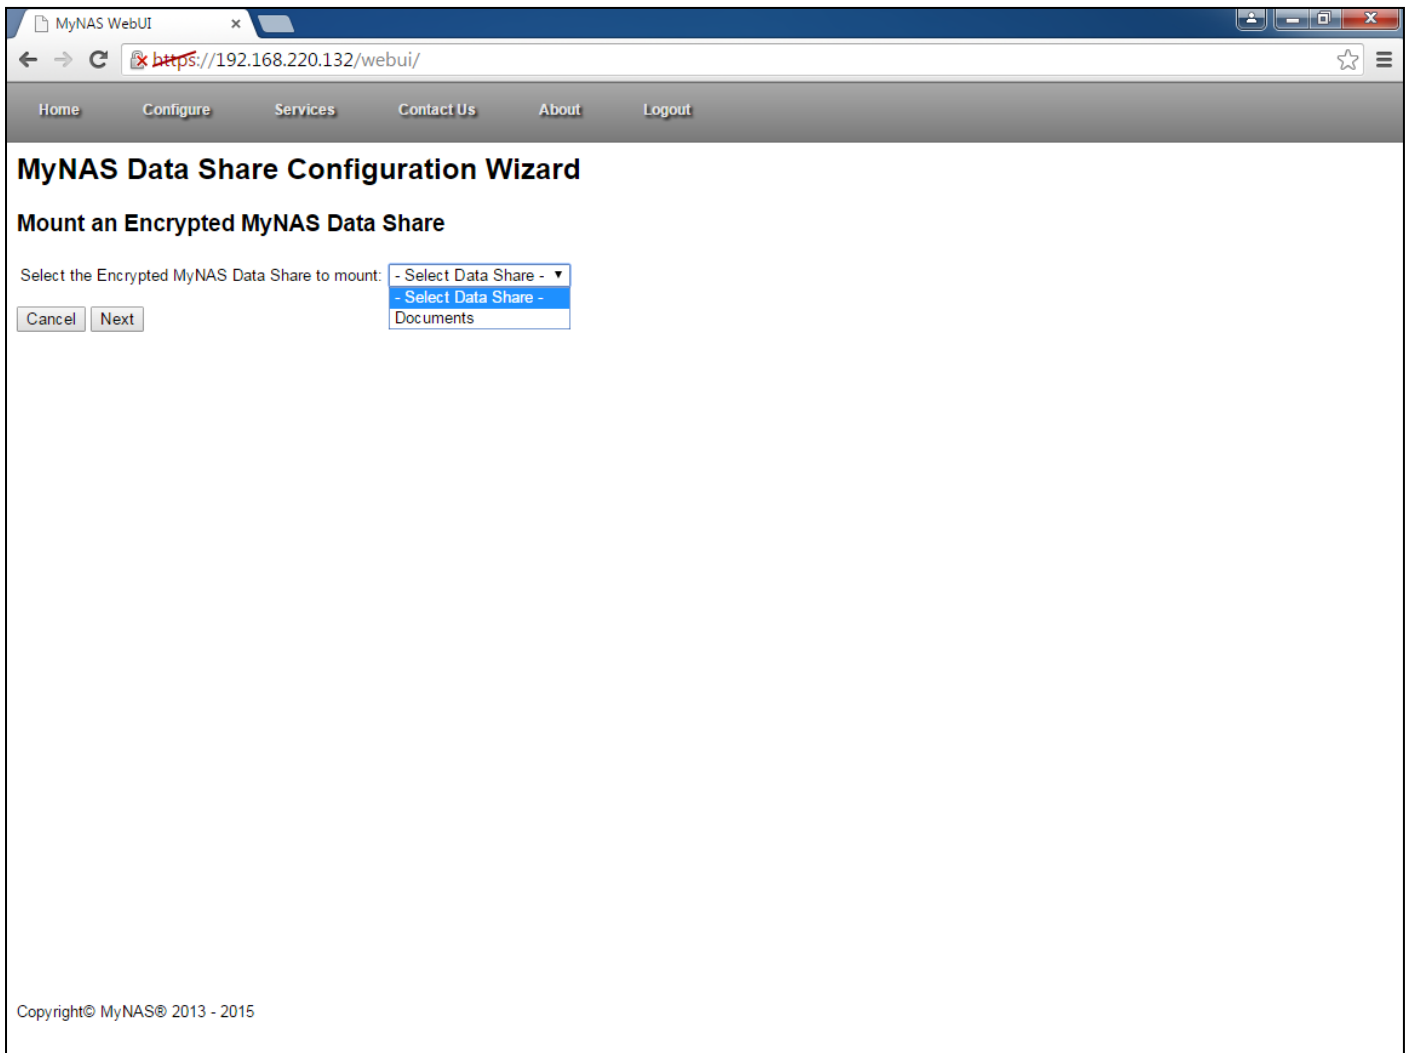 MyNAS WebUI
https://192.168.220.132/webui/
Home Configure Services Contact Us About Logout
MyNAS Data Share Configuration Wizard
Mount an Encrypted MyNAS Data Share
Select the Encrypted MyNAS Data Share to mount: - Select Data Share -
- Select Data Share -
Cancel Next Documents
Copyright© MyNAS® 2013 - 2015